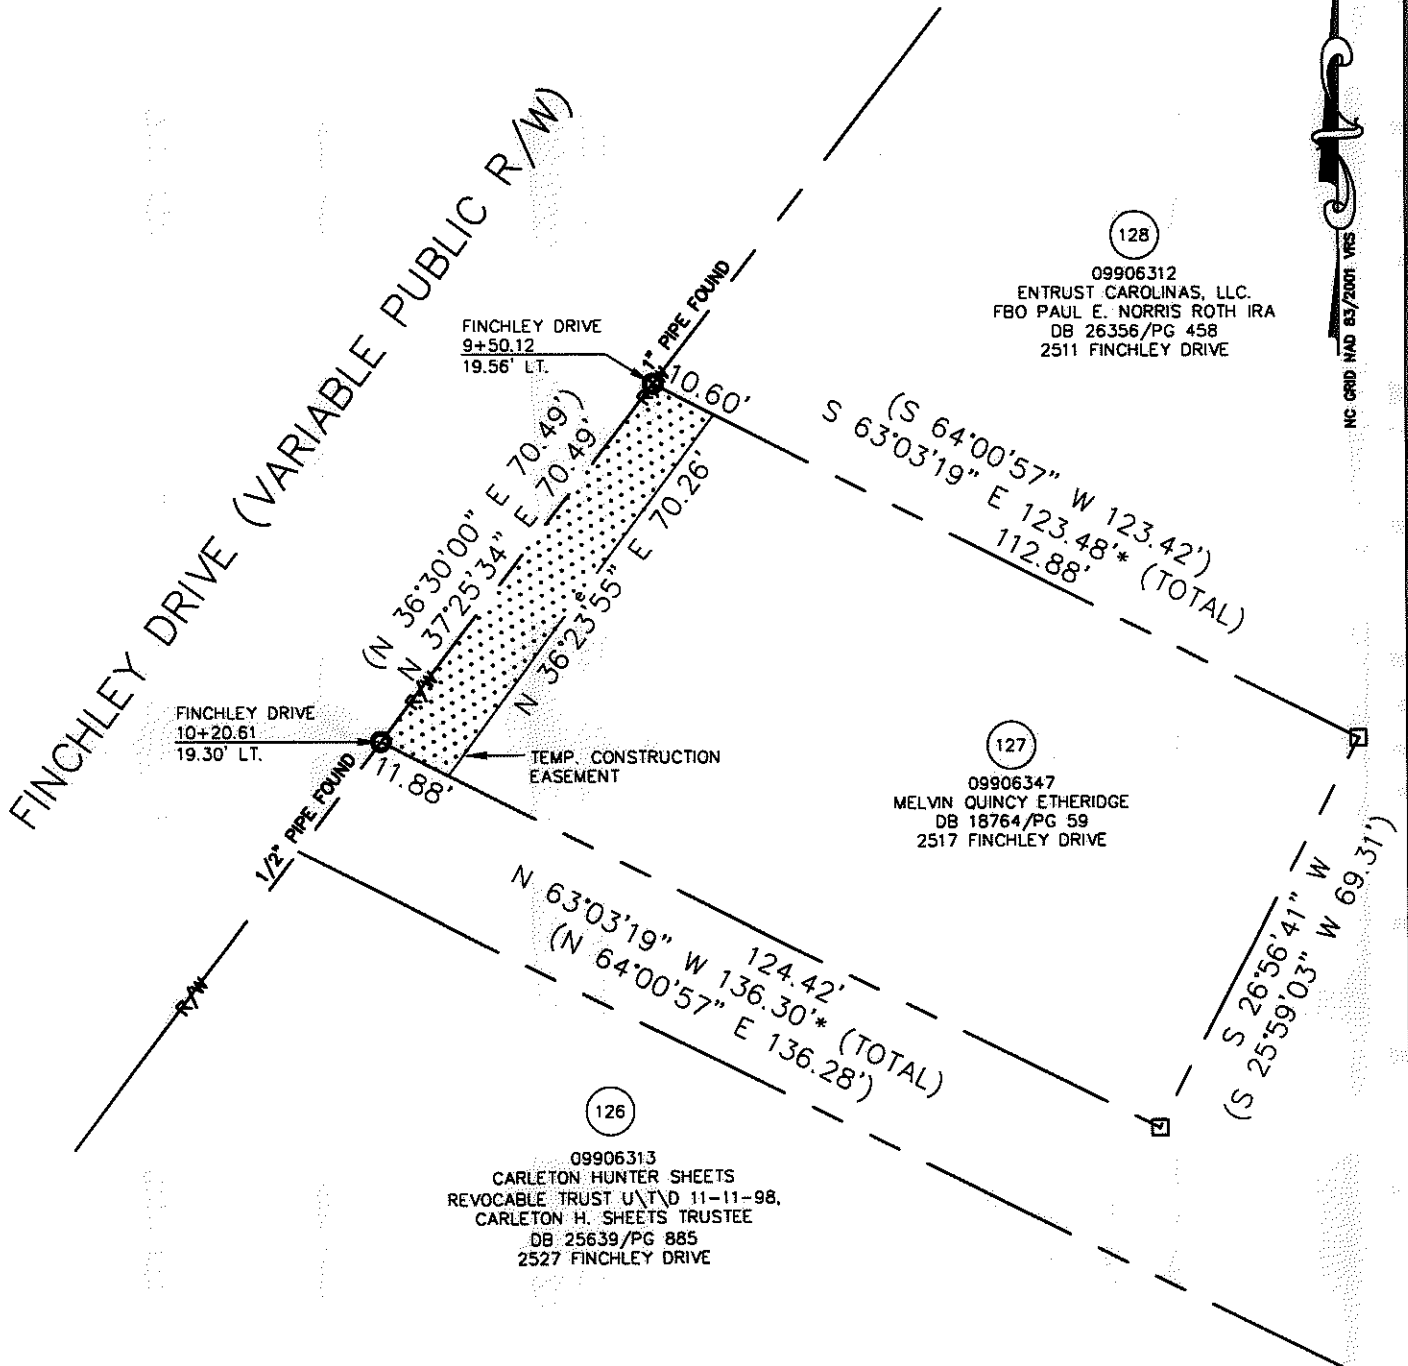 FINCHLEY DRIVE (VARIABLE PUBLIC R/W)
NC GRID NAD 83/2001 VRS
128
09906312
ENTRUST CAROLINAS, LLC.
FBO PAUL E. NORRIS ROTH IRA
DB 26356/PG 458
2511 FINCHLEY DRIVE
FINCHLEY DRIVE
9+50.12
19.56' LT.
1" PIPE FOUND
R/W
10.60'
(S 64°00'57" W 123.42')
S 63°03'19" E 123.48'* (TOTAL)
112.88'
(N 36°30'00" E 70.49')
N 37°25'34" E 70.49'
N 36°23'55" E 70.26'
R/W
FINCHLEY DRIVE
10+20.61
19.30' LT.
1/2" PIPE FOUND
11.88'
TEMP. CONSTRUCTION
EASEMENT
127
09906347
MELVIN QUINCY ETHERIDGE
DB 18764/PG 59
2517 FINCHLEY DRIVE
S 26°56'41" W
(S 25°59'03" W 69.31')
124.42'
N 63°03'19" W 136.30'* (TOTAL)
(N 64°00'57" E 136.28')
R/W
126
09906313
CARLETON HUNTER SHEETS
REVOCABLE TRUST U\T\D 11-11-98,
CARLETON H. SHEETS TRUSTEE
DB 25639/PG 885
2527 FINCHLEY DRIVE